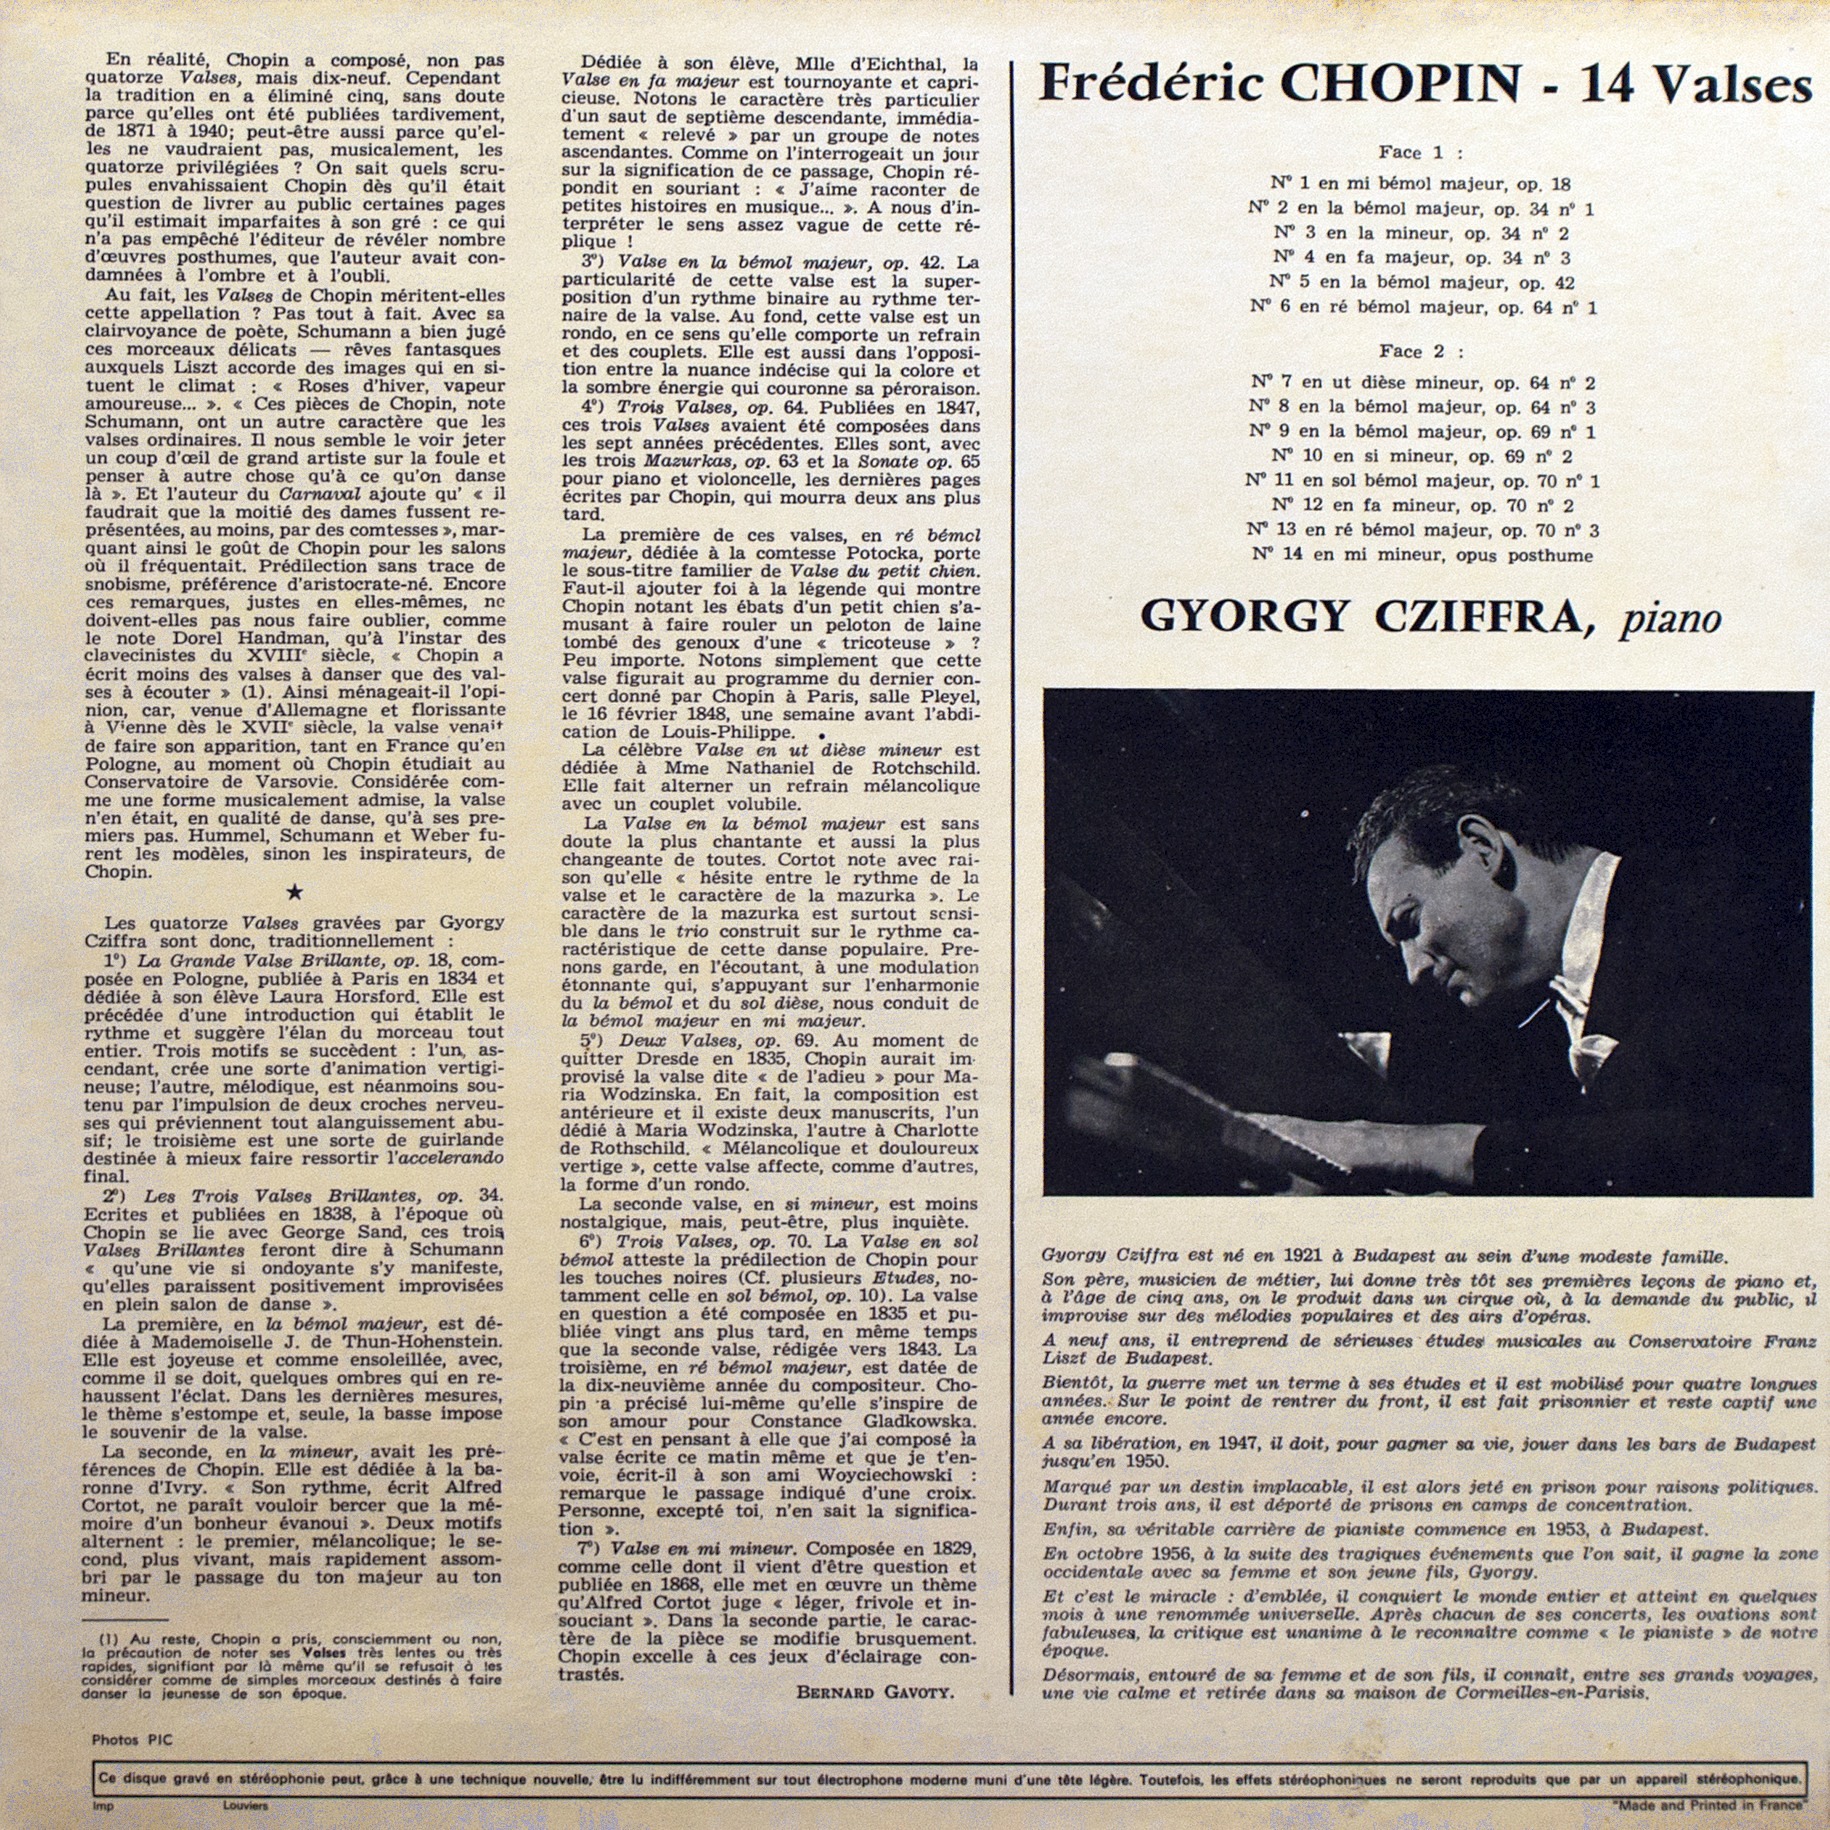 En réalité, Chopin a composé, non pas
quatorze Valses, mais dix-neuf. Cependant
la tradition en a éliminé cinq, sans doute
parce qu'elles ont été publiées tardivement,
de 1871 à 1940; peut-être aussi parce qu'el-
les ne vaudraient pas, musicalement, les
quatorze privilégiées ? On sait quels scru-
pules envahissaient Chopin dès qu'il était
question de livrer au public certaines pages
qu'il estimait imparfaites à son gré : ce qui
n'a pas empêché l'éditeur de révéler nombre
d'œuvres posthumes, que l'auteur avait con-
damnées à l'ombre et à l'oubli.
Au fait, les Valses de Chopin méritent-elles
cette appellation ? Pas tout à fait. Avec sa
clairvoyance de poète, Schumann a bien jugé
ces morceaux délicats — rêves fantasques
auxquels Liszt accorde des images qui en si-
tuent le climat : « Roses d'hiver, vapeur
amoureuse... ». « Ces pièces de Chopin, note
Schumann, ont un autre caractère que les
valses ordinaires. Il nous semble le voir jeter
un coup d'œil de grand artiste sur la foule et
penser à autre chose qu'à ce qu'on danse
là ». Et l'auteur du Carnaval ajoute qu' « il
faudrait que la moitié des dames fussent re-
présentées, au moins, par des comtesses », mar-
quant ainsi le goût de Chopin pour les salons
où il fréquentait. Prédilection sans trace de
snobisme, préférence d'aristocrate-né. Encore
ces remarques, justes en elles-mêmes, ne
doivent-elles pas nous faire oublier, comme
le note Dorel Handman, qu'à l'instar des
clavecinistes du XVIIIe siècle, « Chopin a
écrit moins des valses à danser que des val-
ses à écouter » (1). Ainsi ménageait-il l'opi-
nion, car, venue d'Allemagne et florissante
à Vienne dès le XVIIe siècle, la valse venait
de faire son apparition, tant en France qu'en
Pologne, au moment où Chopin étudiait au
Conservatoire de Varsovie. Considérée com-
me une forme musicalement admise, la valse
n'en était, en qualité de danse, qu'à ses pre-
miers pas. Hummel, Schumann et Weber fu-
rent les modèles, sinon les inspirateurs, de
Chopin.
★
Les quatorze Valses gravées par Gyorgy
Cziffra sont donc, traditionnellement :
1°) La Grande Valse Brillante, op. 18, com-
posée en Pologne, publiée à Paris en 1834 et
dédiée à son élève Laura Horsford. Elle est
précédée d'une introduction qui établit le
rythme et suggère l'élan du morceau tout
entier. Trois motifs se succèdent : l'un, as-
cendant, crée une sorte d'animation vertigi-
neuse; l'autre, mélodique, est néanmoins sou-
tenu par l'impulsion de deux croches nerveu-
ses qui préviennent tout alanguissement abu-
sif; le troisième est une sorte de guirlande
destinée à mieux faire ressortir l'accelerando
final.
2°) Les Trois Valses Brillantes, op. 34.
Ecrites et publiées en 1838, à l'époque où
Chopin se lie avec George Sand, ces trois
Valses Brillantes feront dire à Schumann
« qu'une vie si ondoyante s'y manifeste,
qu'elles paraissent positivement improvisées
en plein salon de danse ».
La première, en la bémol majeur, est dé-
diée à Mademoiselle J. de Thun-Hohenstein.
Elle est joyeuse et comme ensoleillée, avec,
comme il se doit, quelques ombres qui en re-
haussent l'éclat. Dans les dernières mesures,
le thème s'estompe et, seule, la basse impose
le souvenir de la valse.
La seconde, en la mineur, avait les pré-
férences de Chopin. Elle est dédiée à la ba-
ronne d'Ivry. « Son rythme, écrit Alfred
Cortot, ne paraît vouloir bercer que la mé-
moire d'un bonheur évanoui ». Deux motifs
alternent : le premier, mélancolique; le se-
cond, plus vivant, mais rapidement assom-
bri par le passage du ton majeur au ton
mineur.
(1) Au reste, Chopin a pris, consciemment ou non,
la précaution de noter ses Valses très lentes ou très
rapides, signifiant par là même qu'il se refusait à les
considérer comme de simples morceaux destinés à faire
danser la jeunesse de son époque.
Dédiée à son élève, Mlle d'Eichthal, la
Valse en fa majeur est tournoyante et capri-
cieuse. Notons le caractère très particulier
d'un saut de septième descendante, immédia-
tement « relevé » par un groupe de notes
ascendantes. Comme on l'interrogeait un jour
sur la signification de ce passage, Chopin ré-
pondit en souriant : « J'aime raconter de
petites histoires en musique... ». A nous d'in-
terpréter le sens assez vague de cette ré-
plique !
3°) Valse en la bémol majeur, op. 42. La
particularité de cette valse est la super-
position d'un rythme binaire au rythme ter-
naire de la valse. Au fond, cette valse est un
rondo, en ce sens qu'elle comporte un refrain
et des couplets. Elle est aussi dans l'opposi-
tion entre la nuance indécise qui la colore et
la sombre énergie qui couronne sa péroraison.
4°) Trois Valses, op. 64. Publiées en 1847,
ces trois Valses avaient été composées dans
les sept années précédentes. Elles sont, avec
les trois Mazurkas, op. 63 et la Sonate op. 65
pour piano et violoncelle, les dernières pages
écrites par Chopin, qui mourra deux ans plus
tard.
La première de ces valses, en ré bémol
majeur, dédiée à la comtesse Potocka, porte
le sous-titre familier de Valse du petit chien.
Faut-il ajouter foi à la légende qui montre
Chopin notant les ébats d'un petit chien s'a-
musant à faire rouler un peloton de laine
tombé des genoux d'une « tricoteuse » ?
Peu importe. Notons simplement que cette
valse figurait au programme du dernier con-
cert donné par Chopin à Paris, salle Pleyel,
le 16 février 1848, une semaine avant l'abdi-
cation de Louis-Philippe.
La célèbre Valse en ut dièse mineur est
dédiée à Mme Nathaniel de Rotchschild.
Elle fait alterner un refrain mélancolique
avec un couplet volubile.
La Valse en la bémol majeur est sans
doute la plus chantante et aussi la plus
changeante de toutes. Cortot note avec rai-
son qu'elle « hésite entre le rythme de la
valse et le caractère de la mazurka ». Le
caractère de la mazurka est surtout sensi-
ble dans le trio construit sur le rythme ca-
ractéristique de cette danse populaire. Pre-
nons garde, en l'écoutant, à une modulation
étonnante qui, s'appuyant sur l'enharmonie
du la bémol et du sol dièse, nous conduit de
la bémol majeur en mi majeur.
5°) Deux Valses, op. 69. Au moment de
quitter Dresde en 1835, Chopin aurait im-
provisé la valse dite « de l'adieu » pour Ma-
ria Wodzinska. En fait, la composition est
antérieure et il existe deux manuscrits, l'un
dédié à Maria Wodzinska, l'autre à Charlotte
de Rothschild. « Mélancolique et douloureux
vertige », cette valse affecte, comme d'autres,
la forme d'un rondo.
La seconde valse, en si mineur, est moins
nostalgique, mais, peut-être, plus inquiète.
6°) Trois Valses, op. 70. La Valse en sol
bémol atteste la prédilection de Chopin pour
les touches noires (Cf. plusieurs Etudes, no-
tamment celle en sol bémol, op. 10). La valse
en question a été composée en 1835 et pu-
bliée vingt ans plus tard, en même temps
que la seconde valse, rédigée vers 1843. La
troisième, en ré bémol majeur, est datée de
la dix-neuvième année du compositeur. Cho-
pin a précisé lui-même qu'elle s'inspire de
son amour pour Constance Gladkowska.
« C'est en pensant à elle que j'ai composé la
valse écrite ce matin même et que je t'en-
voie, écrit-il à son ami Woyciechowski :
remarque le passage indiqué d'une croix.
Personne, excepté toi, n'en sait la significa-
tion ».
7°) Valse en mi mineur. Composée en 1829,
comme celle dont il vient d'être question et
publiée en 1868, elle met en œuvre un thème
qu'Alfred Cortot juge « léger, frivole et in-
souciant ». Dans la seconde partie, le carac-
tère de la pièce se modifie brusquement.
Chopin excelle à ces jeux d'éclairage con-
trastés.
BERNARD GAVOTY.
Frédéric CHOPIN - 14 Valses
Face 1 :
N° 1 en mi bémol majeur, op. 18
N° 2 en la bémol majeur, op. 34 n° 1
N° 3 en la mineur, op. 34 n° 2
N° 4 en fa majeur, op. 34 n° 3
N° 5 en la bémol majeur, op. 42
N° 6 en ré bémol majeur, op. 64 n° 1
Face 2 :
N° 7 en ut dièse mineur, op. 64 n° 2
N° 8 en la bémol majeur, op. 64 n° 3
N° 9 en la bémol majeur, op. 69 n° 1
N° 10 en si mineur, op. 69 n° 2
N° 11 en sol bémol majeur, op. 70 n° 1
N° 12 en fa mineur, op. 70 n° 2
N° 13 en ré bémol majeur, op. 70 n° 3
N° 14 en mi mineur, opus posthume
GYORGY CZIFFRA, piano
Gyorgy Cziffra est né en 1921 à Budapest au sein d'une modeste famille.
Son père, musicien de métier, lui donne très tôt ses premières leçons de piano et,
à l'âge de cinq ans, on le produit dans un cirque où, à la demande du public, il
improvise sur des mélodies populaires et des airs d'opéras.
A neuf ans, il entreprend de sérieuses études musicales au Conservatoire Franz
Liszt de Budapest.
Bientôt, la guerre met un terme à ses études et il est mobilisé pour quatre longues
années. Sur le point de rentrer du front, il est fait prisonnier et reste captif une
année encore.
A sa libération, en 1947, il doit, pour gagner sa vie, jouer dans les bars de Budapest
jusqu'en 1950.
Marqué par un destin implacable, il est alors jeté en prison pour raisons politiques.
Durant trois ans, il est déporté de prisons en camps de concentration.
Enfin, sa véritable carrière de pianiste commence en 1953, à Budapest.
En octobre 1956, à la suite des tragiques événements que l'on sait, il gagne la zone
occidentale avec sa femme et son jeune fils, Gyorgy.
Et c'est le miracle : d'emblée, il conquiert le monde entier et atteint en quelques
mois à une renommée universelle. Après chacun de ses concerts, les ovations sont
fabuleuses, la critique est unanime à le reconnaître comme « le pianiste » de notre
époque.
Désormais, entouré de sa femme et de son fils, il connaît, entre ses grands voyages,
une vie calme et retirée dans sa maison de Cormeilles-en-Parisis.
Photos PIC
Ce disque gravé en stéréophonie peut, grâce à une technique nouvelle, être lu indifféremment sur tout électrophone moderne muni d'une tête légère. Toutefois, les effets stéréophoniques ne seront reproduits que par un appareil stéréophonique.
Imp Louviers
"Made and Printed in France"